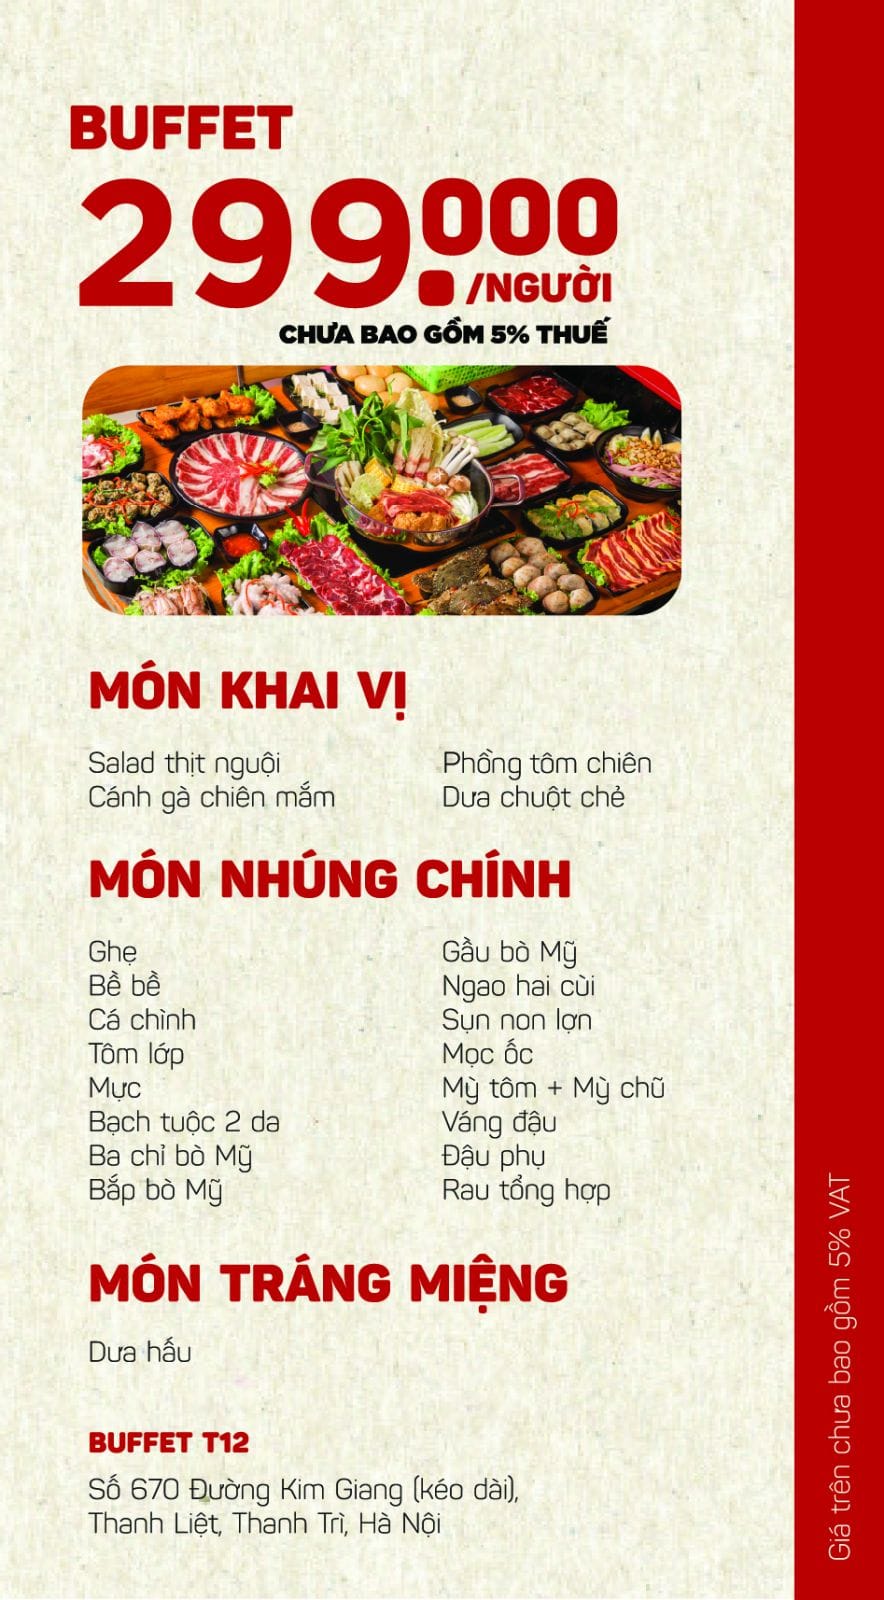 BUFFET
299.000
/NGƯỜI
CHƯA BAO GỒM 5% THUẾ
MÓN KHAI VỊ
Salad thịt nguội
Cánh gà chiên mắm
Phồng tôm chiên
Dưa chuột chẻ
MÓN NHÚNG CHÍNH
Ghẹ
Bề bề
Cá chình
Tôm lớp
Mực
Bạch tuộc 2 da
Ba chỉ bò Mỹ
Bắp bò Mỹ
Gầu bò Mỹ
Ngao hai cùi
Sụn non lợn
Mọc ốc
Mỳ tôm + Mỳ chũ
Váng đậu
Đậu phụ
Rau tổng hợp
MÓN TRÁNG MIỆNG
Dưa hấu
BUFFET T12
Số 670 Đường Kim Giang (kéo dài),
Thanh Liệt, Thanh Trì, Hà Nội
Giá trên chưa bao gồm 5% VAT